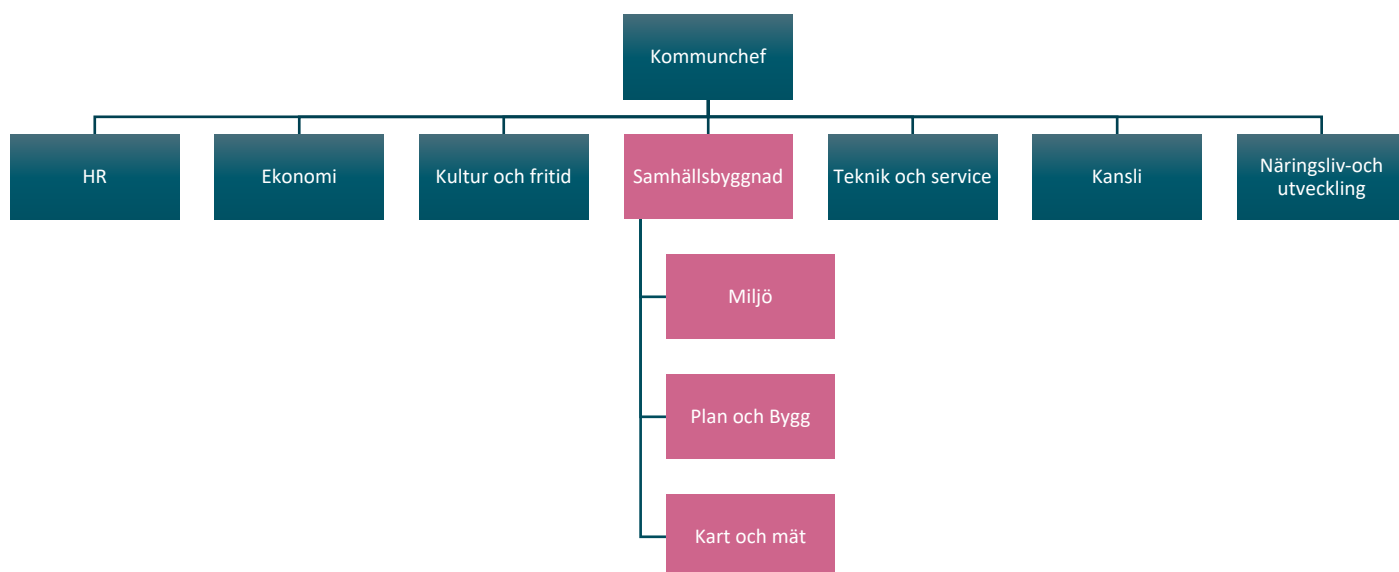 Kommunchef
HR
Ekonomi
Kultur och fritid
Samhällsbyggnad
Teknik och service
Kansli
Näringsliv-och
utveckling
Miljö
Plan och Bygg
Kart och mät